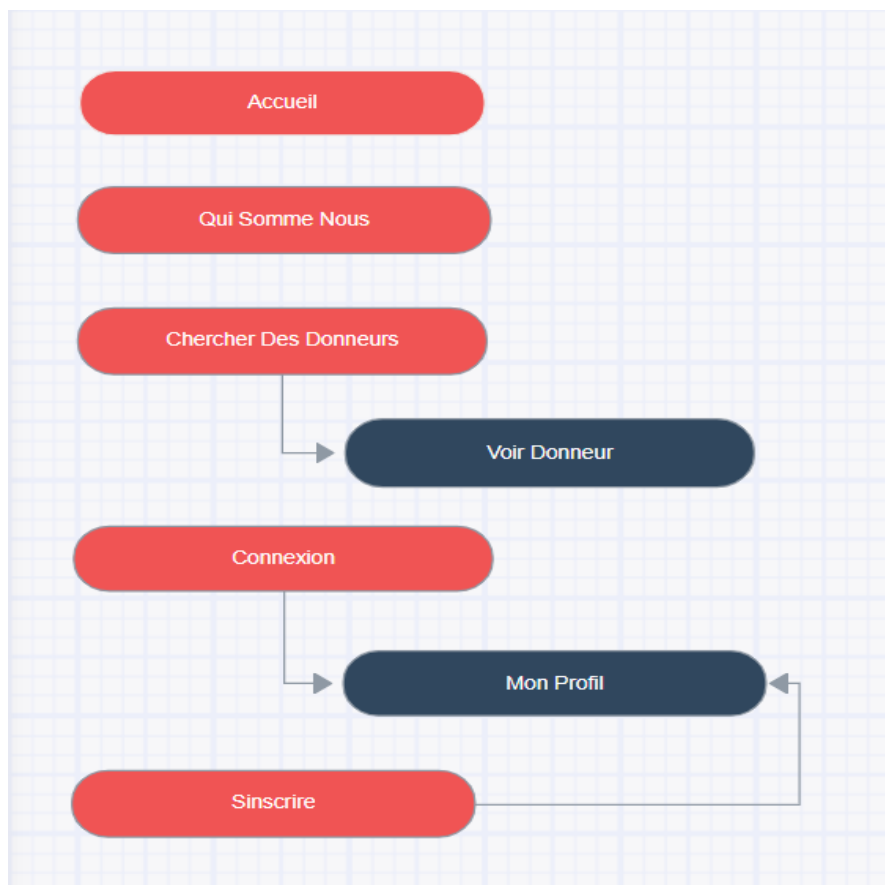 Accueil
Qui Somme Nous
Chercher Des Donneurs
Voir Donneur
Connexion
Mon Profil
Sinscrire